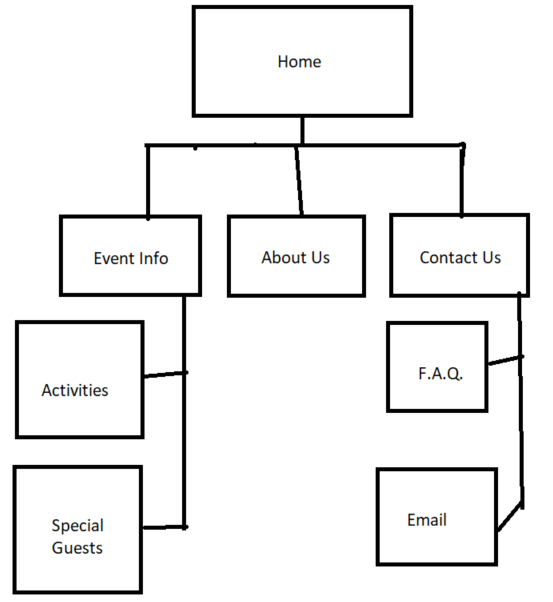 Home
Event Info
About Us
Contact Us
Activities
F.A.Q.
Special
Guests
Email